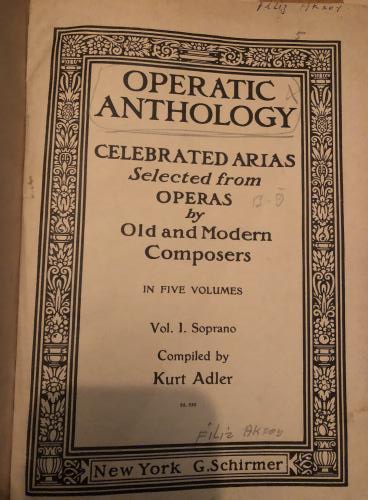 Filiz Aksoy
5
OPERATIC
ANTHOLOGY
CELEBRATED ARIAS
Selected from
OPERAS
by
Old and Modern
Composers
IN FIVE VOLUMES
Vol. I. Soprano
Compiled by
Kurt Adler
Filiz Aksoy
New York G. Schirmer